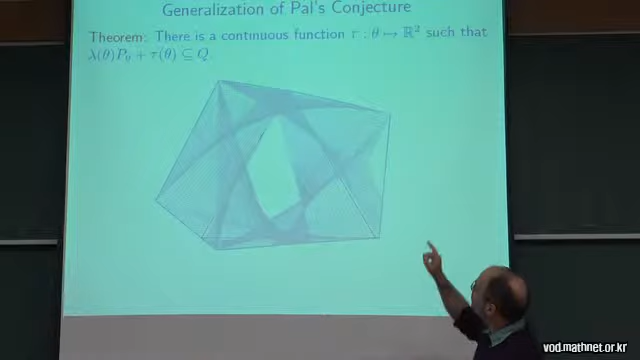 Generalization of Pal's Conjecture
Theorem: There is a continuous function τ : θ ↦ ℝ² such that
λ(θ)P_θ + τ(θ) ⊆ Q.
vod.mathnet.or.kr